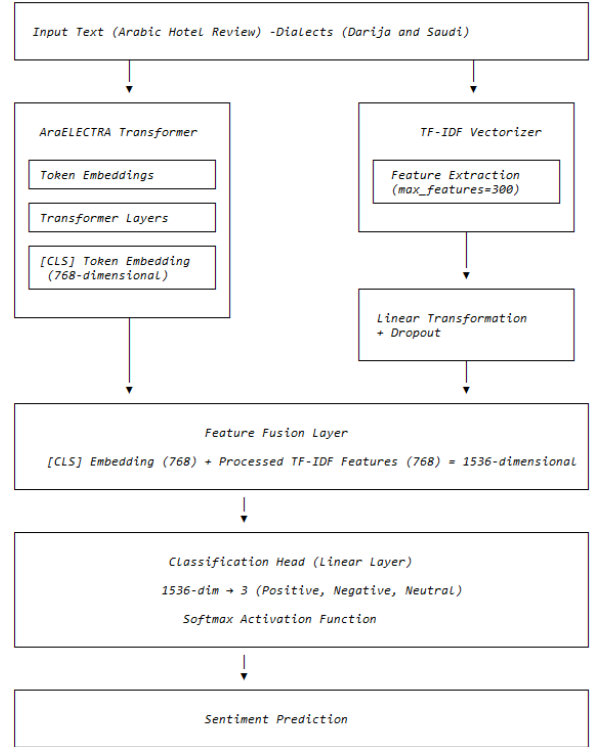 Input Text (Arabic Hotel Review) -Dialects (Darija and Saudi)
AraELECTRA Transformer
Token Embeddings
Transformer Layers
[CLS] Token Embedding
(768-dimensional)
TF-IDF Vectorizer
Feature Extraction
(max_features=300)
Linear Transformation
+ Dropout
Feature Fusion Layer
[CLS] Embedding (768) + Processed TF-IDF Features (768) = 1536-dimensional
Classification Head (Linear Layer)
1536-dim → 3 (Positive, Negative, Neutral)
Softmax Activation Function
Sentiment Prediction